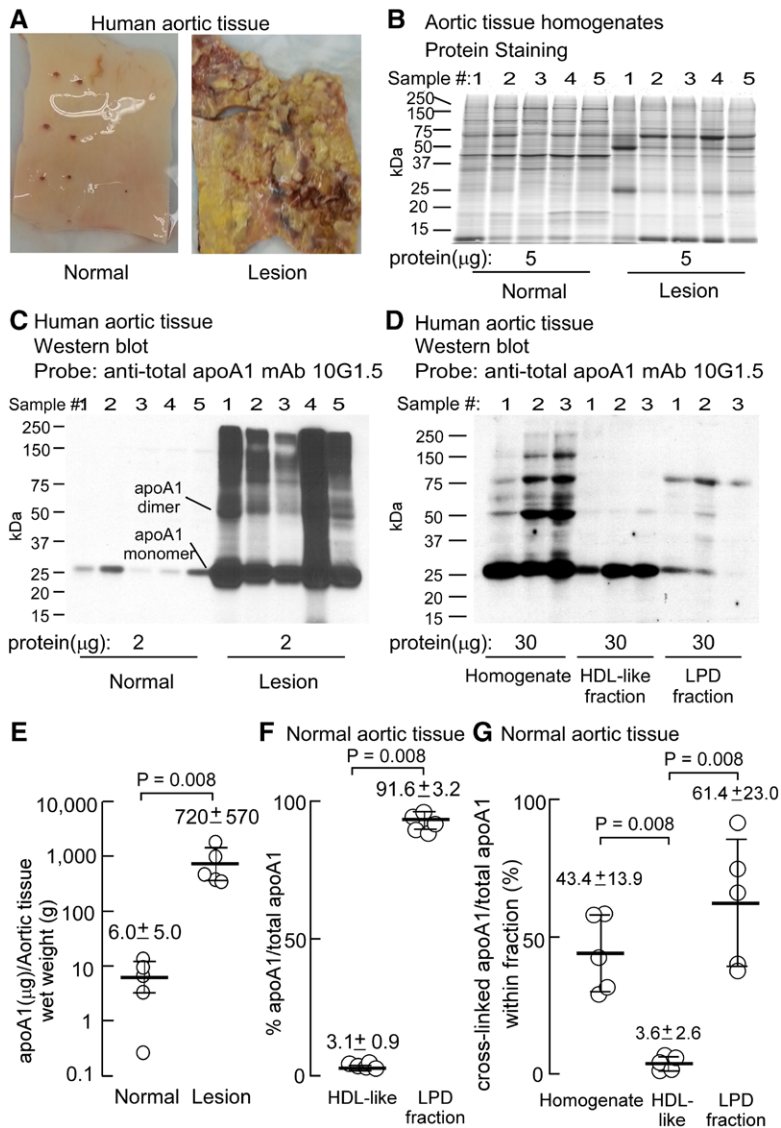 A
Human aortic tissue
Normal
Lesion
B Aortic tissue homogenates
Protein Staining
Sample #: 1 2 3 4 5 1 2 3 4 5
250
150
75
50
37
25
20
15
kDa
protein(μg): 5 5
Normal Lesion
C Human aortic tissue
Western blot
Probe: anti-total apoA1 mAb 10G1.5
Sample #: 1 2 3 4 5 1 2 3 4 5
250
150
75
50
37
25
20
15
kDa
apoA1
dimer
apoA1
monomer
protein(μg): 2 2
Normal Lesion
D Human aortic tissue
Western blot
Probe: anti-total apoA1 mAb 10G1.5
Sample #: 1 2 3 1 2 3 1 2 3
250
150
75
50
37
25
20
15
kDa
protein(μg): 30 30 30
Homogenate HDL-like
fraction LPD
fraction
E
P = 0.008
720±570
6.0±5.0
10,000
1,000
100
10
1
0.1
apoA1(μg)/Aortic tissue
wet weight (g)
Normal Lesion
F Normal aortic tissue
P = 0.008
91.6±3.2
3.1±0.9
100
50
0
% apoA1/total apoA1
HDL-like LPD
fraction
G Normal aortic tissue
P = 0.008
61.4±23.0
P = 0.008
43.4±13.9
3.6±2.6
100
50
0
cross-linked apoA1/total apoA1
within fraction (%)
Homogenate HDL-
like LPD
fraction